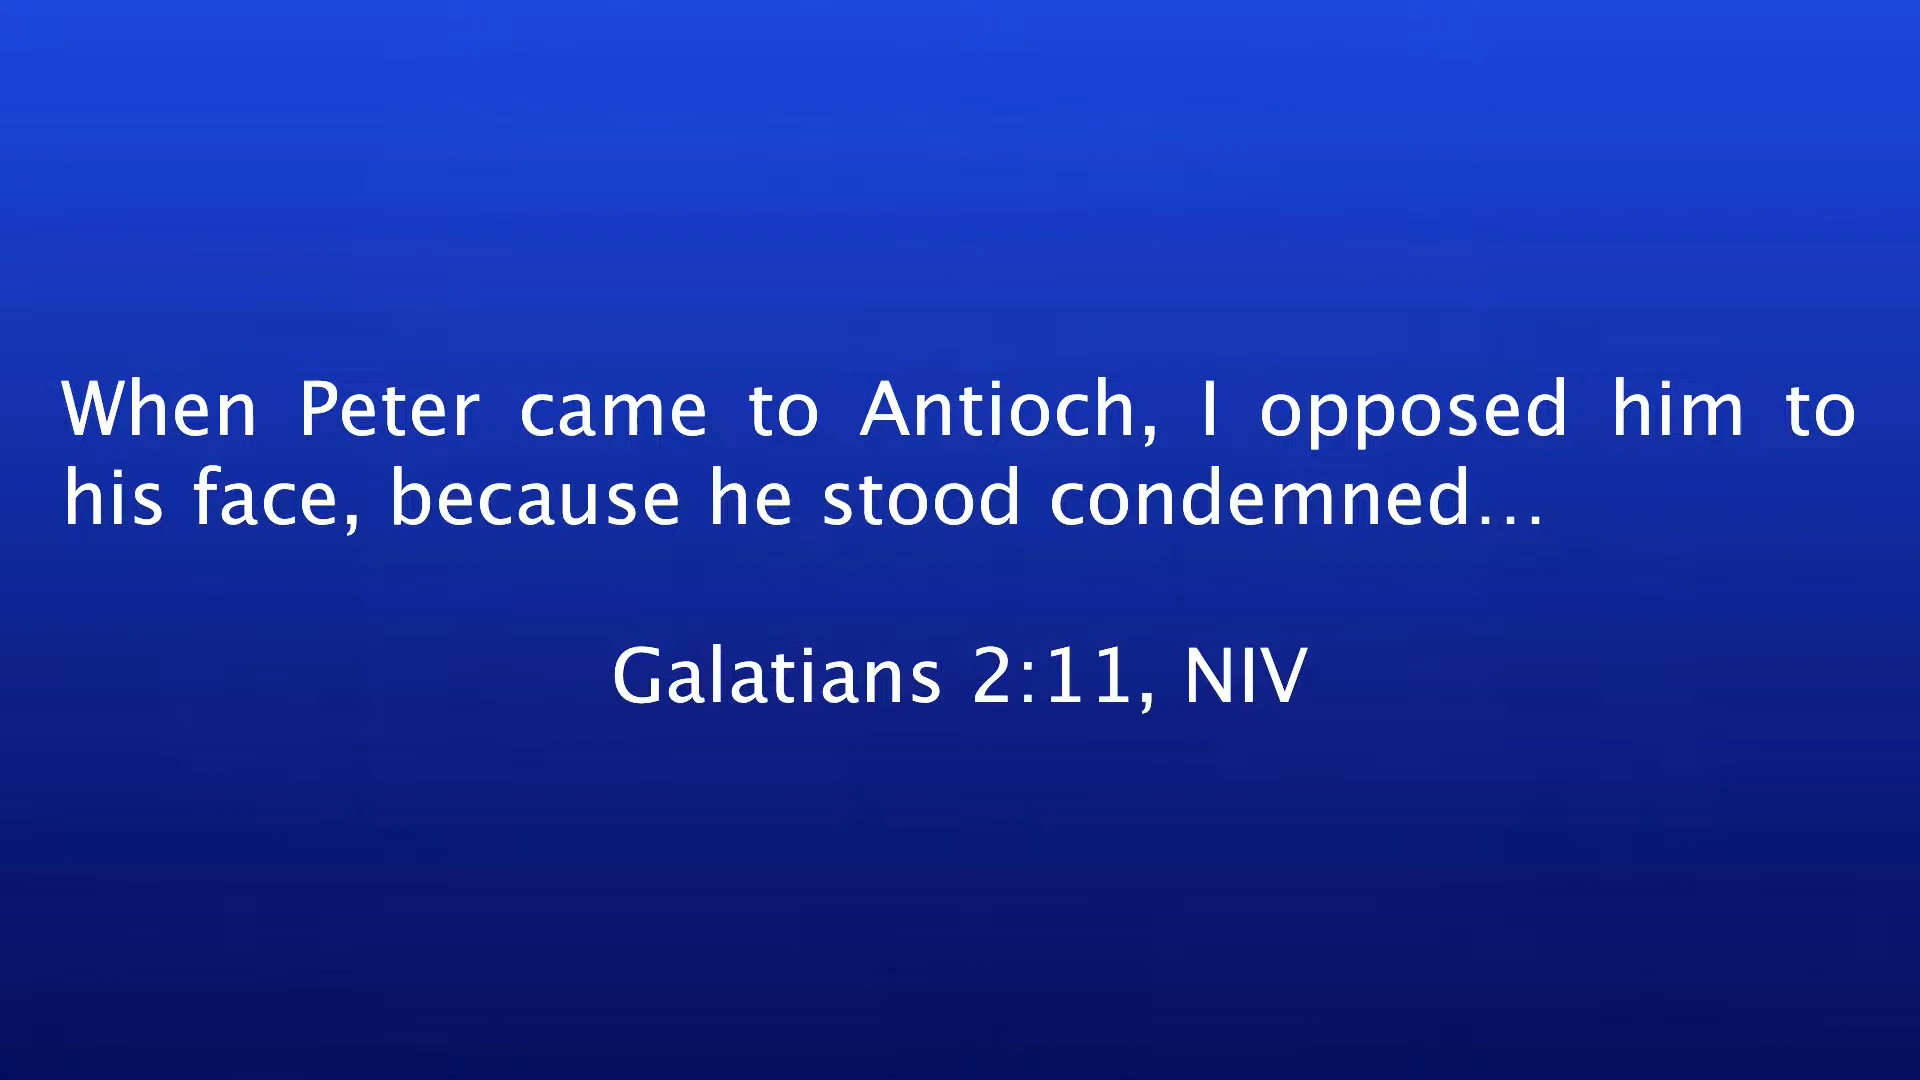 When Peter came to Antioch, I opposed him to
his face, because he stood condemned…
Galatians 2:11, NIV